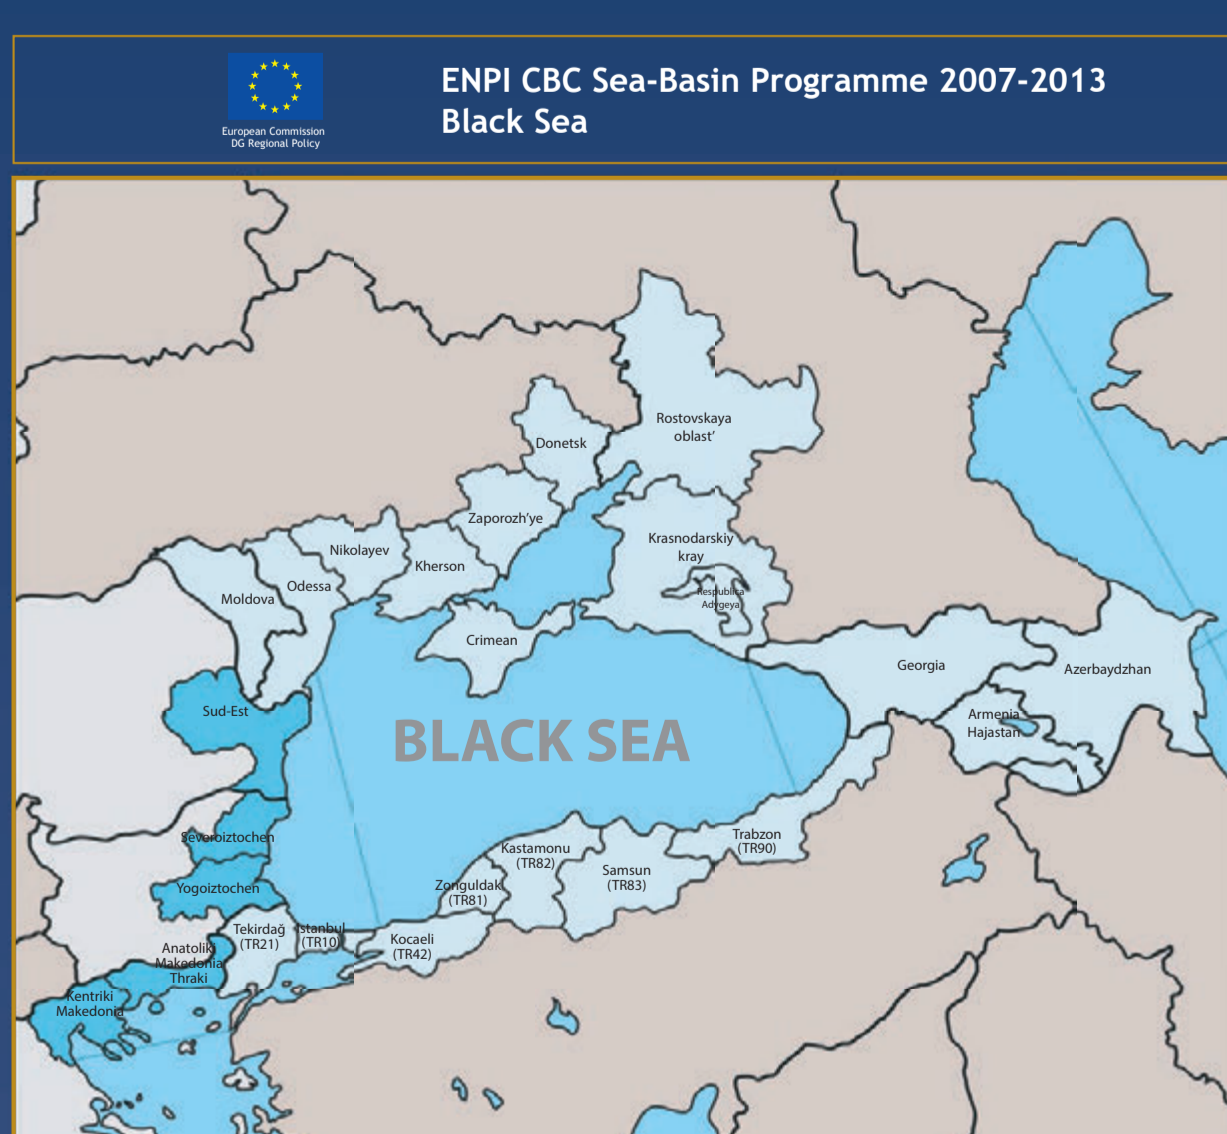 ENPI CBC Sea-Basin Programme 2007-2013
Black Sea
European Commission
DG Regional Policy
Rostovskaya
oblast'
Donetsk
Zaporozh'ye
Krasnodarskiy
kray
Nikolayev
Kherson
Odessa
Moldova
Respublica
Adygeya
Crimean
Georgia
Azerbaydzhan
Sud-Est
Armenia
Hajastan
BLACK SEA
Severoiztochen
Trabzon
(TR90)
Kastamonu
(TR82)
Samsun
(TR83)
Yogoiztochen
Zonguldak
(TR81)
Tekirdağ
(TR21)
Istanbul
(TR10)
Kocaeli
(TR42)
Anatoliki
Makedonia
Thraki
Kentriki
Makedonia